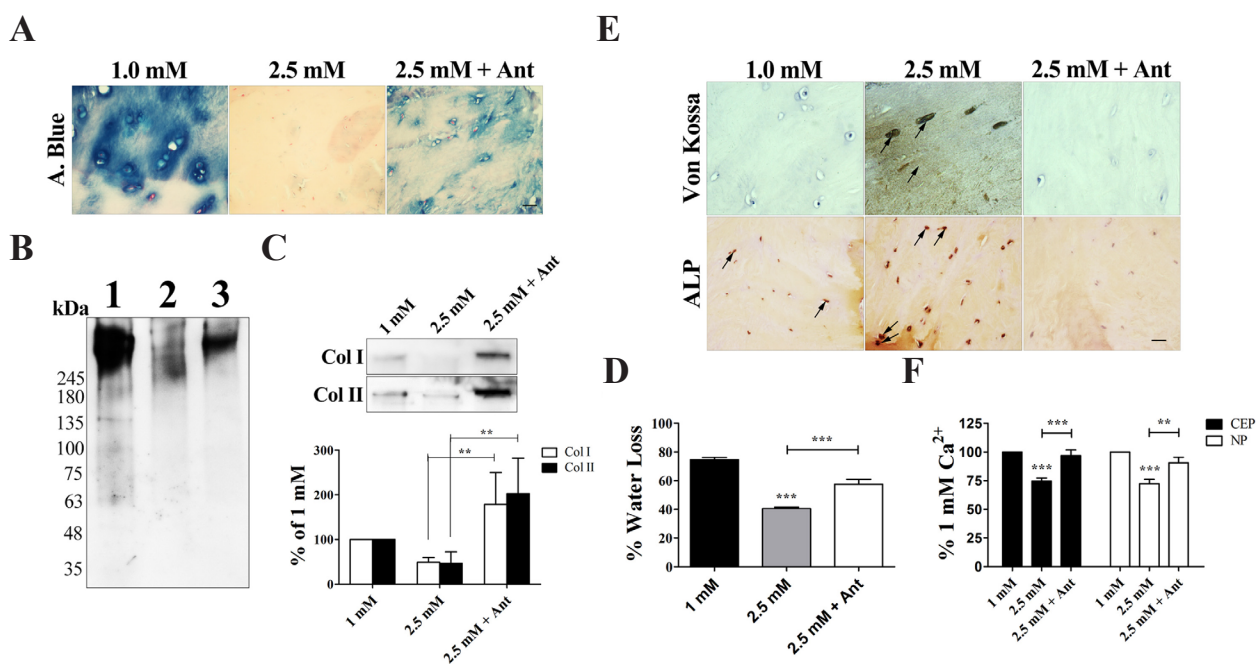 A
1.0 mM 2.5 mM 2.5 mM + Ant
A. Blue
B
kDa
1 2 3
245
180
135
100
75
63
48
35
C
1 mM 2.5 mM 2.5 mM + Ant
Col I
Col II
% of 1 mM
300
200
100
0
** **
Col I
Col II
1 mM 2.5 mM 2.5 mM + Ant
E
1.0 mM 2.5 mM 2.5 mM + Ant
Von Kossa
ALP
D
% Water Loss
100
80
60
40
20
0
***
***
1 mM 2.5 mM 2.5 mM + Ant
F
% 1 mM Ca2+
125
100
75
50
25
0
*** ***
*** **
CEP
NP
1 mM 2.5 mM 2.5 mM + Ant 1 mM 2.5 mM 2.5 mM + Ant